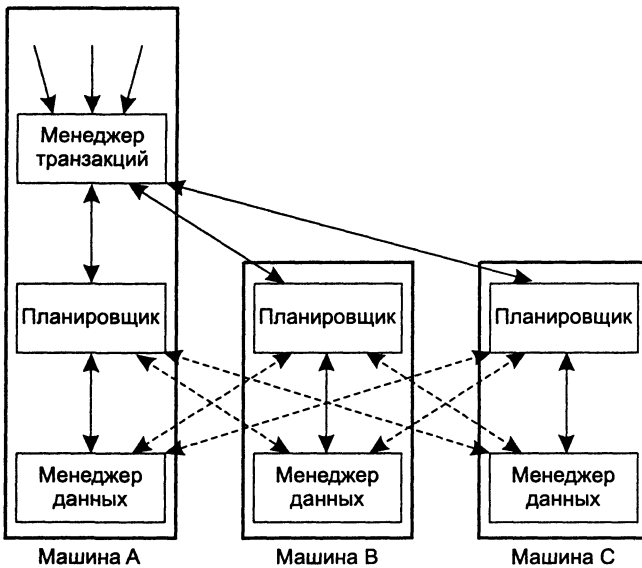 Менеджер
транзакций
Планировщик
Планировщик
Планировщик
Менеджер
данных
Менеджер
данных
Менеджер
данных
Машина A
Машина B
Машина C